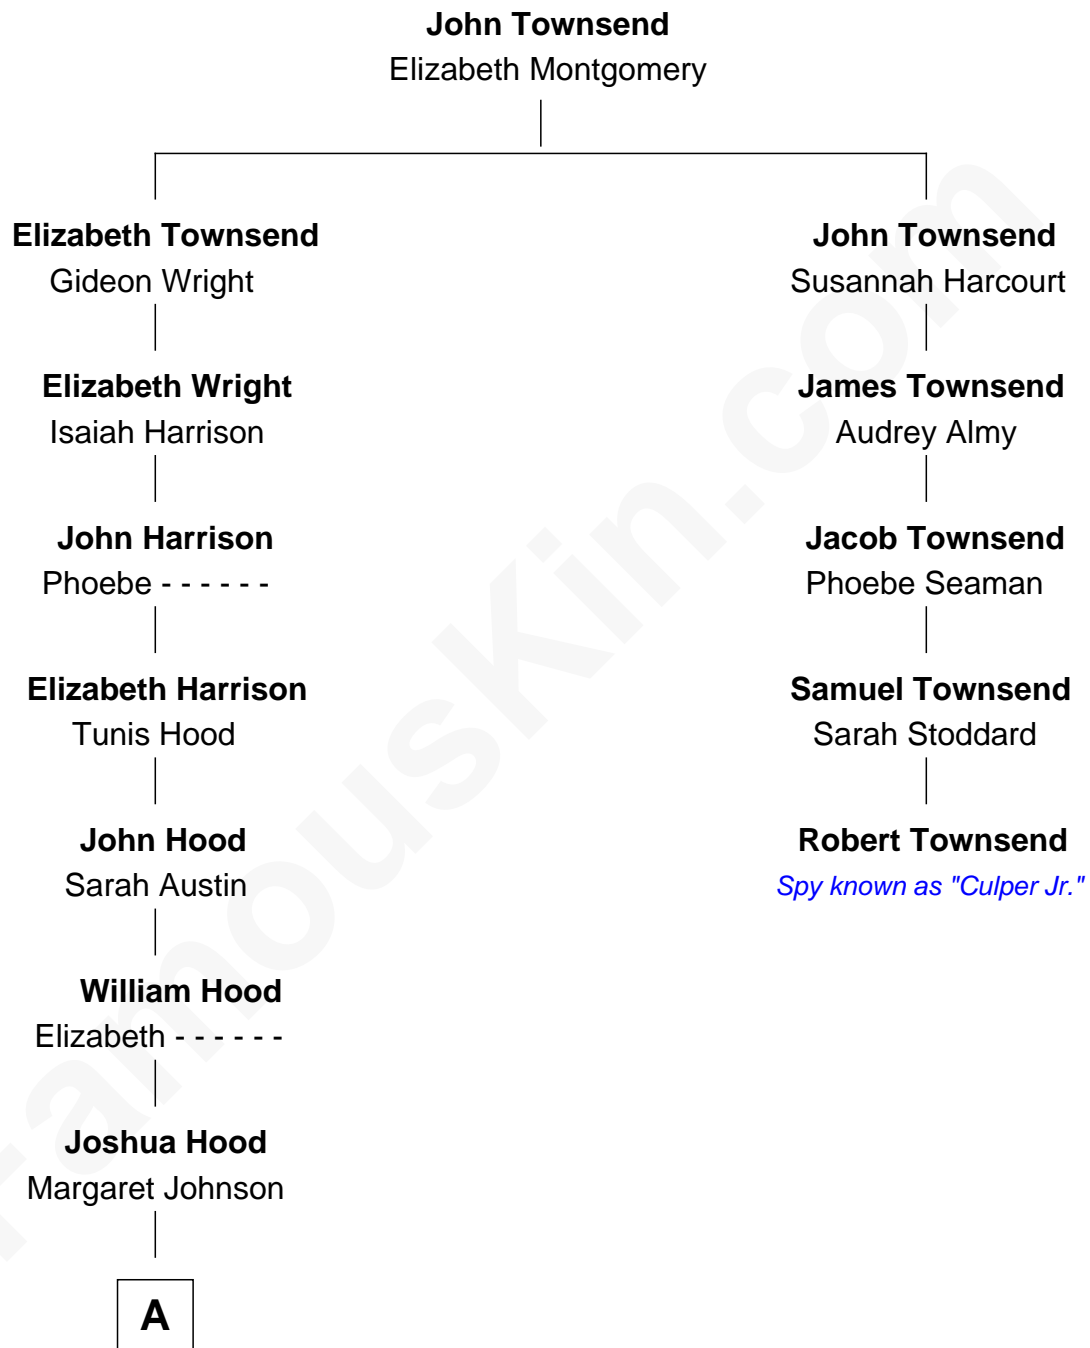 John Townsend
Elizabeth Montgomery
Elizabeth Townsend
Gideon Wright
John Townsend
Susannah Harcourt
Elizabeth Wright
Isaiah Harrison
James Townsend
Audrey Almy
John Harrison
Phoebe - - - - - -
Jacob Townsend
Phoebe Seaman
Elizabeth Harrison
Tunis Hood
Samuel Townsend
Sarah Stoddard
John Hood
Sarah Austin
Robert Townsend
Spy known as "Culper Jr."
William Hood
Elizabeth - - - - - -
Joshua Hood
Margaret Johnson
A
FamousKin.com